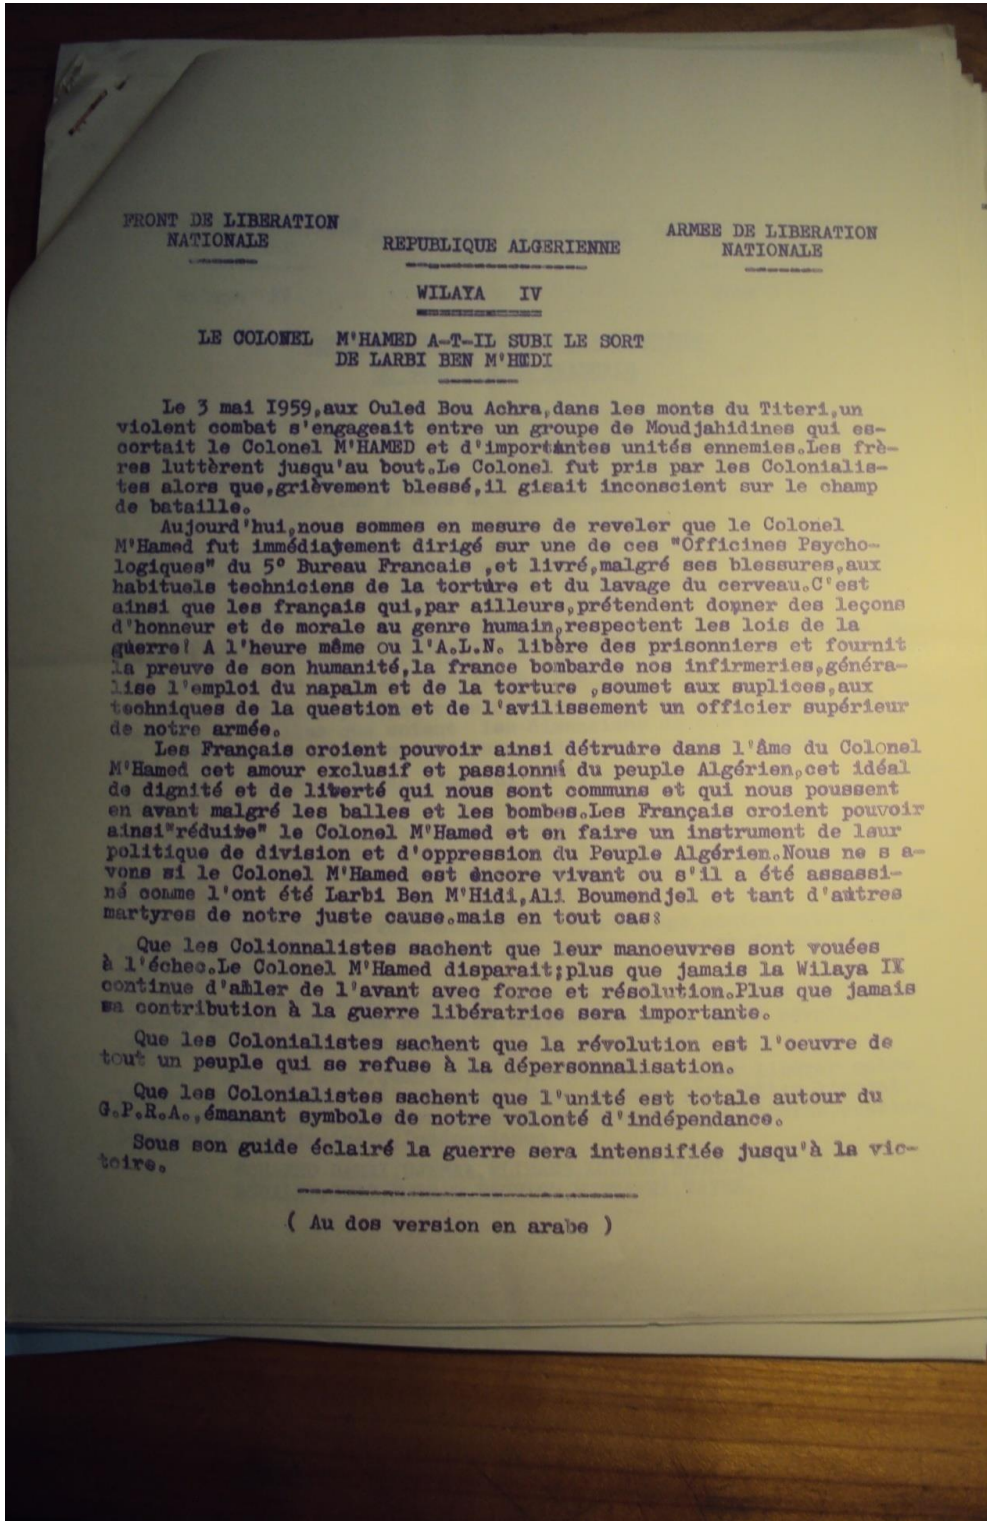 FRONT DE LIBERATION
NATIONALE
REPUBLIQUE ALGERIENNE
ARMEE DE LIBERATION
NATIONALE
WILAYA IV
LE COLONEL M'HAMED A-T-IL SUBI LE SORT
DE LARBI BEN M'HIDI
Le 3 mai I959,aux Ouled Bou Achra,dans les monts du Titeri,un
violent combat s'engageait entre un groupe de Moudjahidines qui es-
cortait le Colonel M'HAMED et d'importantes unités ennemies.Les frè-
res luttèrent jusqu'au bout.Le Colonel fut pris par les Colonialis-
tes alors que,grièvement blessé,il gisait inconscient sur le champ
de bataille.
Aujourd'hui,nous sommes en mesure de reveler que le Colonel
M'Hamed fut immédiatement dirigé sur une de ces "Officines Psycho-
logiques" du 5° Bureau Francais ,et livré,malgré ses blessures,aux
habituels techniciens de la torture et du lavage du cerveau.C'est
ainsi que les français qui,par ailleurs,prétendent donner des leçons
d'honneur et de morale au genre humain,respectent les lois de la
guerre! A l'heure même ou l'A.L.N. libère des prisonniers et fournit
la preuve de son humanité,la france bombarde nos infirmeries,généra-
lise l'emploi du napalm et de la torture ,soumet aux suplices,aux
techniques de la question et de l'avilissement un officier supérieur
de notre armée.
Les Français croient pouvoir ainsi détruire dans l'âme du Colonel
M'Hamed cet amour exclusif et passionné du peuple Algérien,cet idéal
de dignité et de liberté qui nous sont communs et qui nous poussent
en avant malgré les balles et les bombes.Les Français croient pouvoir
ainsi"réduire" le Colonel M'Hamed et en faire un instrument de leur
politique de division et d'oppression du Peuple Algérien.Nous ne s a-
vons si le Colonel M'Hamed est encore vivant ou s'il a été assassi-
né comme l'ont été Larbi Ben M'Hidi,Ali Boumendjel et tant d'autres
martyres de notre juste cause.mais en tout cas:
Que les Colionnalistes sachent que leur manoeuvres sont vouées
à l'échec.Le Colonel M'Hamed disparait;plus que jamais la Wilaya IV
continue d'aller de l'avant avec force et résolution.Plus que jamais
sa contribution à la guerre libératrice sera importante.
Que les Colonialistes sachent que la révolution est l'oeuvre de
tout un peuple qui se refuse à la dépersonnalisation.
Que les Colonialistes sachent que l'unité est totale autour du
G.P.R.A.,émanant symbole de notre volonté d'indépendance.
Sous son guide éclairé la guerre sera intensifiée jusqu'à la vic-
toire.
( Au dos version en arabe )